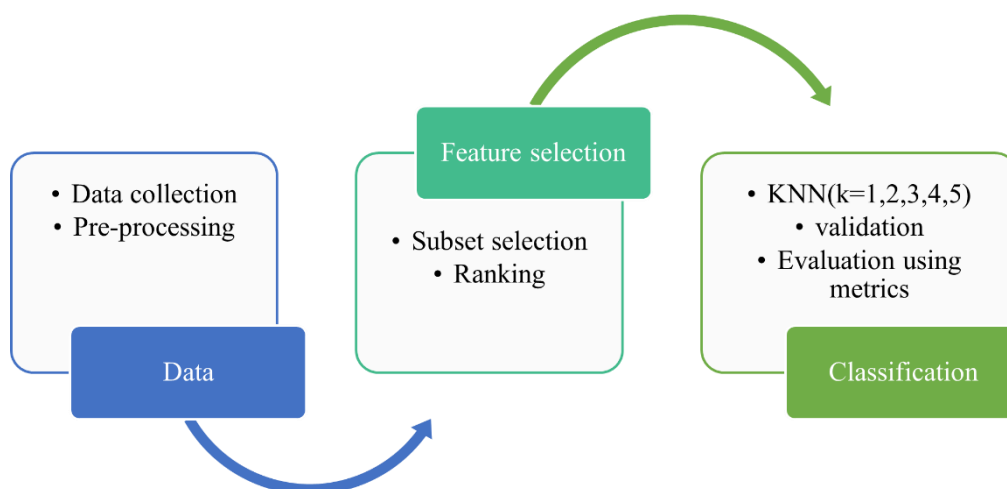 • Data collection
• Pre-processing
Data
Feature selection
• Subset selection
• Ranking
• KNN(k=1,2,3,4,5)
• validation
• Evaluation using
metrics
Classification